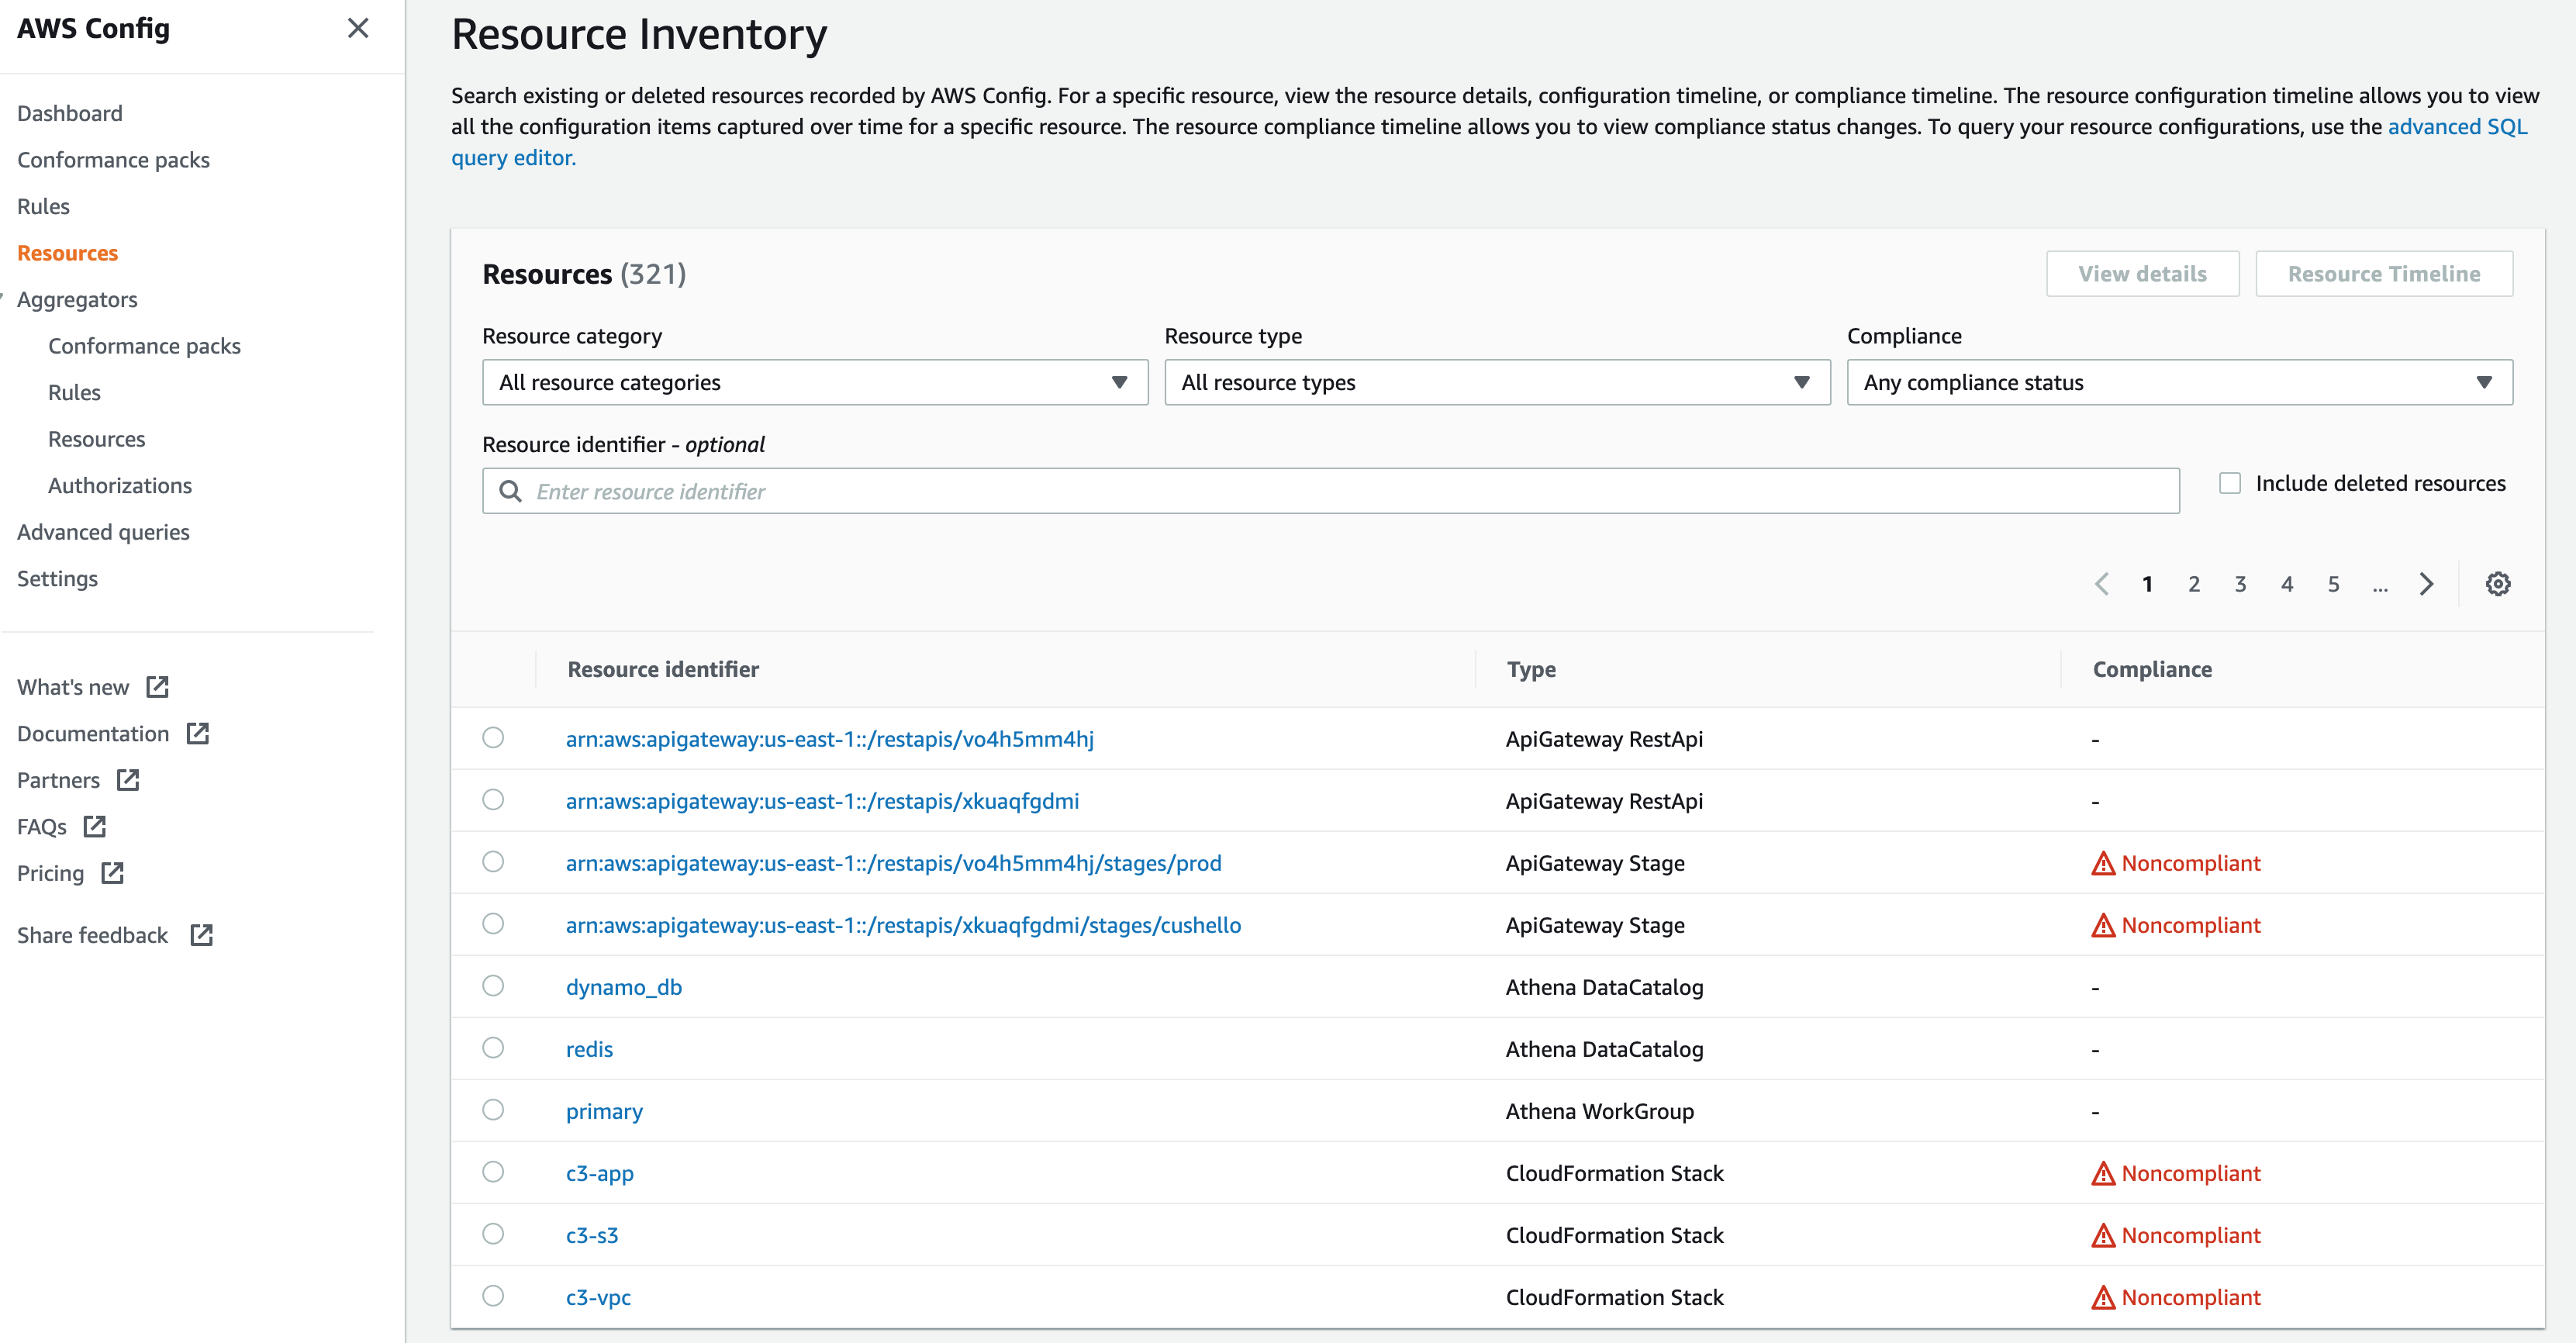 AWS Config
Dashboard
Conformance packs
Rules
Resources
Aggregators
Conformance packs
Rules
Resources
Authorizations
Advanced queries
Settings
What's new
Documentation
Partners
FAQs
Pricing
Share feedback
Resource Inventory
Search existing or deleted resources recorded by AWS Config. For a specific resource, view the resource details, configuration timeline, or compliance timeline. The resource configuration timeline allows you to view
all the configuration items captured over time for a specific resource. The resource compliance timeline allows you to view compliance status changes. To query your resource configurations, use the advanced SQL
query editor.
Resources (321)
View details Resource Timeline
Resource category Resource type Compliance
All resource categories All resource types Any compliance status
Resource identifier - optional
Enter resource identifier Include deleted resources
1 2 3 4 5 ...
Resource identifier Type Compliance
arn:aws:apigateway:us-east-1::/restapis/vo4h5mm4hj ApiGateway RestApi -
arn:aws:apigateway:us-east-1::/restapis/xkuaqfgdmi ApiGateway RestApi -
arn:aws:apigateway:us-east-1::/restapis/vo4h5mm4hj/stages/prod ApiGateway Stage Noncompliant
arn:aws:apigateway:us-east-1::/restapis/xkuaqfgdmi/stages/cushello ApiGateway Stage Noncompliant
dynamo_db Athena DataCatalog -
redis Athena DataCatalog -
primary Athena WorkGroup -
c3-app CloudFormation Stack Noncompliant
c3-s3 CloudFormation Stack Noncompliant
c3-vpc CloudFormation Stack Noncompliant